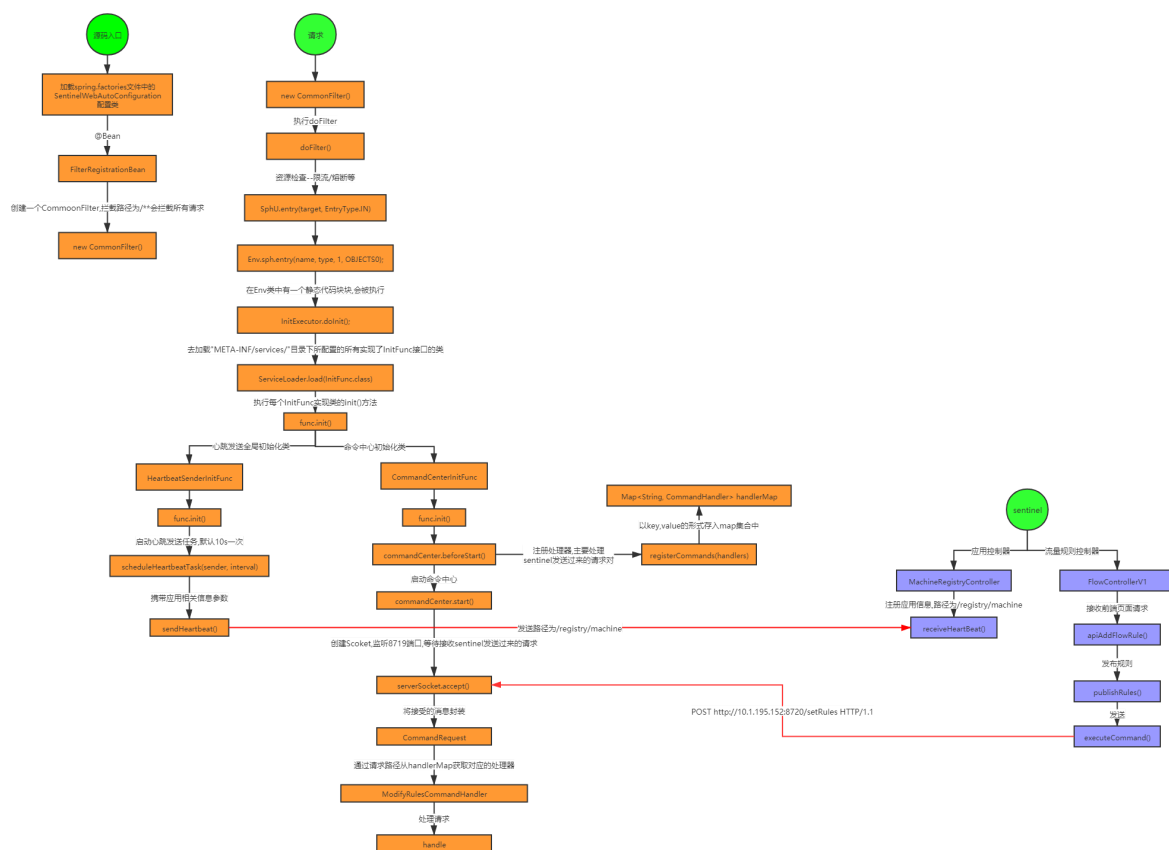 源码入口
加载spring.factories文件中的
SentinelWebAutoConfiguration
配置类
@Bean
FilterRegistrationBean
创建一个CommoonFilter,拦截路径为/**会拦截所有请求
new CommonFilter()
请求
new CommonFilter()
执行doFilter
doFilter()
资源检查--限流/熔断等
SphU.entry(target, EntryType.IN)
Env.sph.entry(name, type, 1, OBJECTS0);
在Env类中有一个静态代码块块,会被执行
InitExecutor.doInit();
去加载"META-INF/services/"目录下所配置的所有实现了InitFunc接口的类
ServiceLoader.load(InitFunc.class)
执行每个InitFunc实现类的init()方法
func.init()
心跳发送全局初始化类
命令中心初始化类
HeartbeatSenderInitFunc
func.init()
启动心跳发送任务,默认10s一次
scheduleHeartbeatTask(sender, interval)
携带应用相关信息参数
sendHeartbeat()
发送路径为/registry/machine
CommandCenterInitFunc
func.init()
commandCenter.beforeStart()
注册处理器,主要处理
sentinel发送过来的请求对
registerCommands(handlers)
以key,value的形式存入map集合中
Map<String, CommandHandler> handlerMap
启动命令中心
commandCenter.start()
创建Scoket,监听8719端口,等待接收sentinel发送过来的请求
serverSocket.accept()
将接受的消息封装
CommandRequest
通过请求路径从handlerMap获取对应的处理器
ModifyRulesCommandHandler
处理请求
handle
sentinel
应用控制器
流量规则控制器
MachineRegistryController
注册应用信息,路径为/registry/machine
receiveHeartBeat()
FlowControllerV1
接收前端页面请求
apiAddFlowRule()
发布规则
publishRules()
发送
executeCommand()
POST http://10.1.195.152:8720/setRules HTTP/1.1